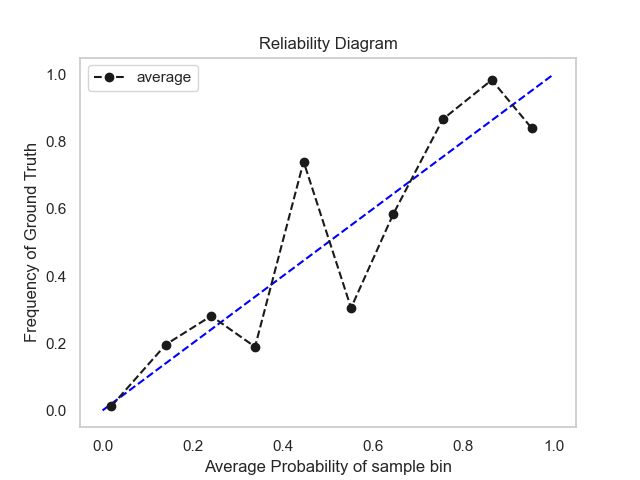 Reliability Diagram
average
Frequency of Ground Truth
1.0
0.8
0.6
0.4
0.2
0.0
0.0 0.2 0.4 0.6 0.8 1.0
Average Probability of sample bin